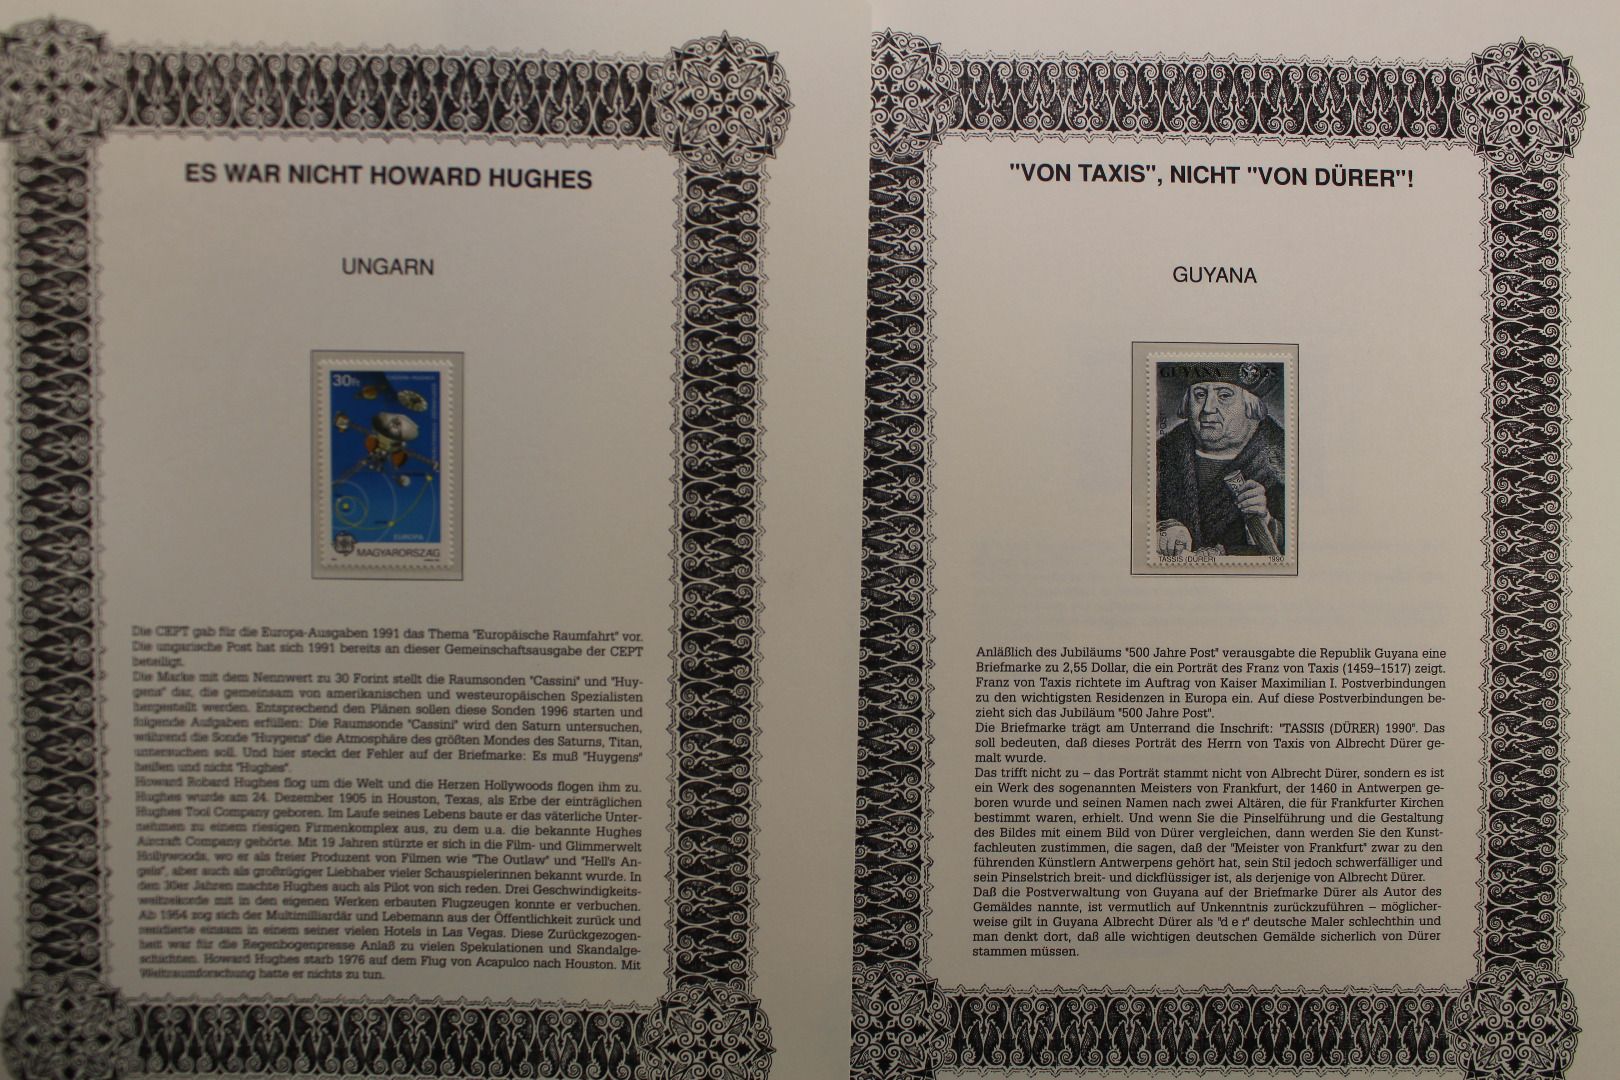 ES WAR NICHT HOWARD HUGHES
UNGARN
30Ft
EUROPA
MAGYARORSZÁG
Die CEPT gab für die Europa-Ausgaben 1991 das Thema "Europäische Raumfahrt" vor.
Die ungarische Post hat sich 1991 bereits an dieser Gemeinschaftsausgabe der CEPT
beteiligt.
Die Marke mit dem Nennwert zu 30 Forint stellt die Raumsonden "Cassini" und "Huy-
gens" dar, die gemeinsam von amerikanischen und westeuropäischen Spezialisten
hergestellt werden. Entsprechend den Plänen sollen diese Sonden 1996 starten und
folgende Aufgaben erfüllen: Die Raumsonde "Cassini" wird den Saturn untersuchen,
während die Sonde "Huygens" die Atmosphäre des größten Mondes des Saturns, Titan,
untersuchen soll. Und hier steckt der Fehler auf der Briefmarke: Es muß "Huygens"
heißen und nicht "Hughes".
Howard Robard Hughes flog um die Welt und die Herzen Hollywoods flogen ihm zu.
Hughes wurde am 24. Dezember 1905 in Houston, Texas, als Erbe der einträglichen
Hughes Tool Company geboren. Im Laufe seines Lebens baute er das väterliche Unter-
nehmen zu einem riesigen Firmenkomplex aus, zu dem u.a. die bekannte Hughes
Aircraft Company gehörte. Mit 19 Jahren stürzte er sich in die Film- und Glimmerwelt
Hollywoods, wo er als freier Produzent von Filmen wie "The Outlaw" und "Hell's An-
gels", aber auch als großzügiger Liebhaber vieler Schauspielerinnen bekannt wurde. In
den 30er Jahren machte Hughes auch als Pilot von sich reden. Drei Geschwindigkeits-
weltrekorde mit in den eigenen Werken erbauten Flugzeugen konnte er verbuchen.
Ab 1954 zog sich der Multimilliardär und Lebemann aus der Öffentlichkeit zurück und
residierte einsam in einem seiner vielen Hotels in Las Vegas. Diese Zurückgezogen-
heit war für die Regenbogenpresse Anlaß zu vielen Spekulationen und Skandalge-
schichten. Howard Hughes starb 1976 auf dem Flug von Acapulco nach Houston. Mit
Weltraumforschung hatte er nichts zu tun.
"VON TAXIS", NICHT "VON DÜRER"!
GUYANA
GUYANA
TASSIS (DÜRER) 1990
Anläßlich des Jubiläums "500 Jahre Post" verausgabte die Republik Guyana eine
Briefmarke zu 2,55 Dollar, die ein Porträt des Franz von Taxis (1459–1517) zeigt.
Franz von Taxis richtete im Auftrag von Kaiser Maximilian I. Postverbindungen
zu den wichtigsten Residenzen in Europa ein. Auf diese Postverbindungen be-
zieht sich das Jubiläum "500 Jahre Post".
Die Briefmarke trägt am Unterrand die Inschrift: "TASSIS (DÜRER) 1990". Das
soll bedeuten, daß dieses Porträt des Herrn von Taxis von Albrecht Dürer ge-
malt wurde.
Das trifft nicht zu – das Porträt stammt nicht von Albrecht Dürer, sondern es ist
ein Werk des sogenannten Meisters von Frankfurt, der 1460 in Antwerpen ge-
boren wurde und seinen Namen nach zwei Altären, die für Frankfurter Kirchen
bestimmt waren, erhielt. Und wenn Sie die Pinselführung und die Gestaltung
des Bildes mit einem Bild von Dürer vergleichen, dann werden Sie den Kunst-
fachleuten zustimmen, die sagen, daß der "Meister von Frankfurt" zwar zu den
führenden Künstlern Antwerpens gehört hat, sein Stil jedoch schwerfälliger und
sein Pinselstrich breit- und dickflüssiger ist, als derjenige von Albrecht Dürer.
Daß die Postverwaltung von Guyana auf der Briefmarke Dürer als Autor des
Gemäldes nannte, ist vermutlich auf Unkenntnis zurückzuführen – möglicher-
weise gilt in Guyana Albrecht Dürer als "d e r" deutsche Maler schlechthin und
man denkt dort, daß alle wichtigen deutschen Gemälde sicherlich von Dürer
stammen müssen.